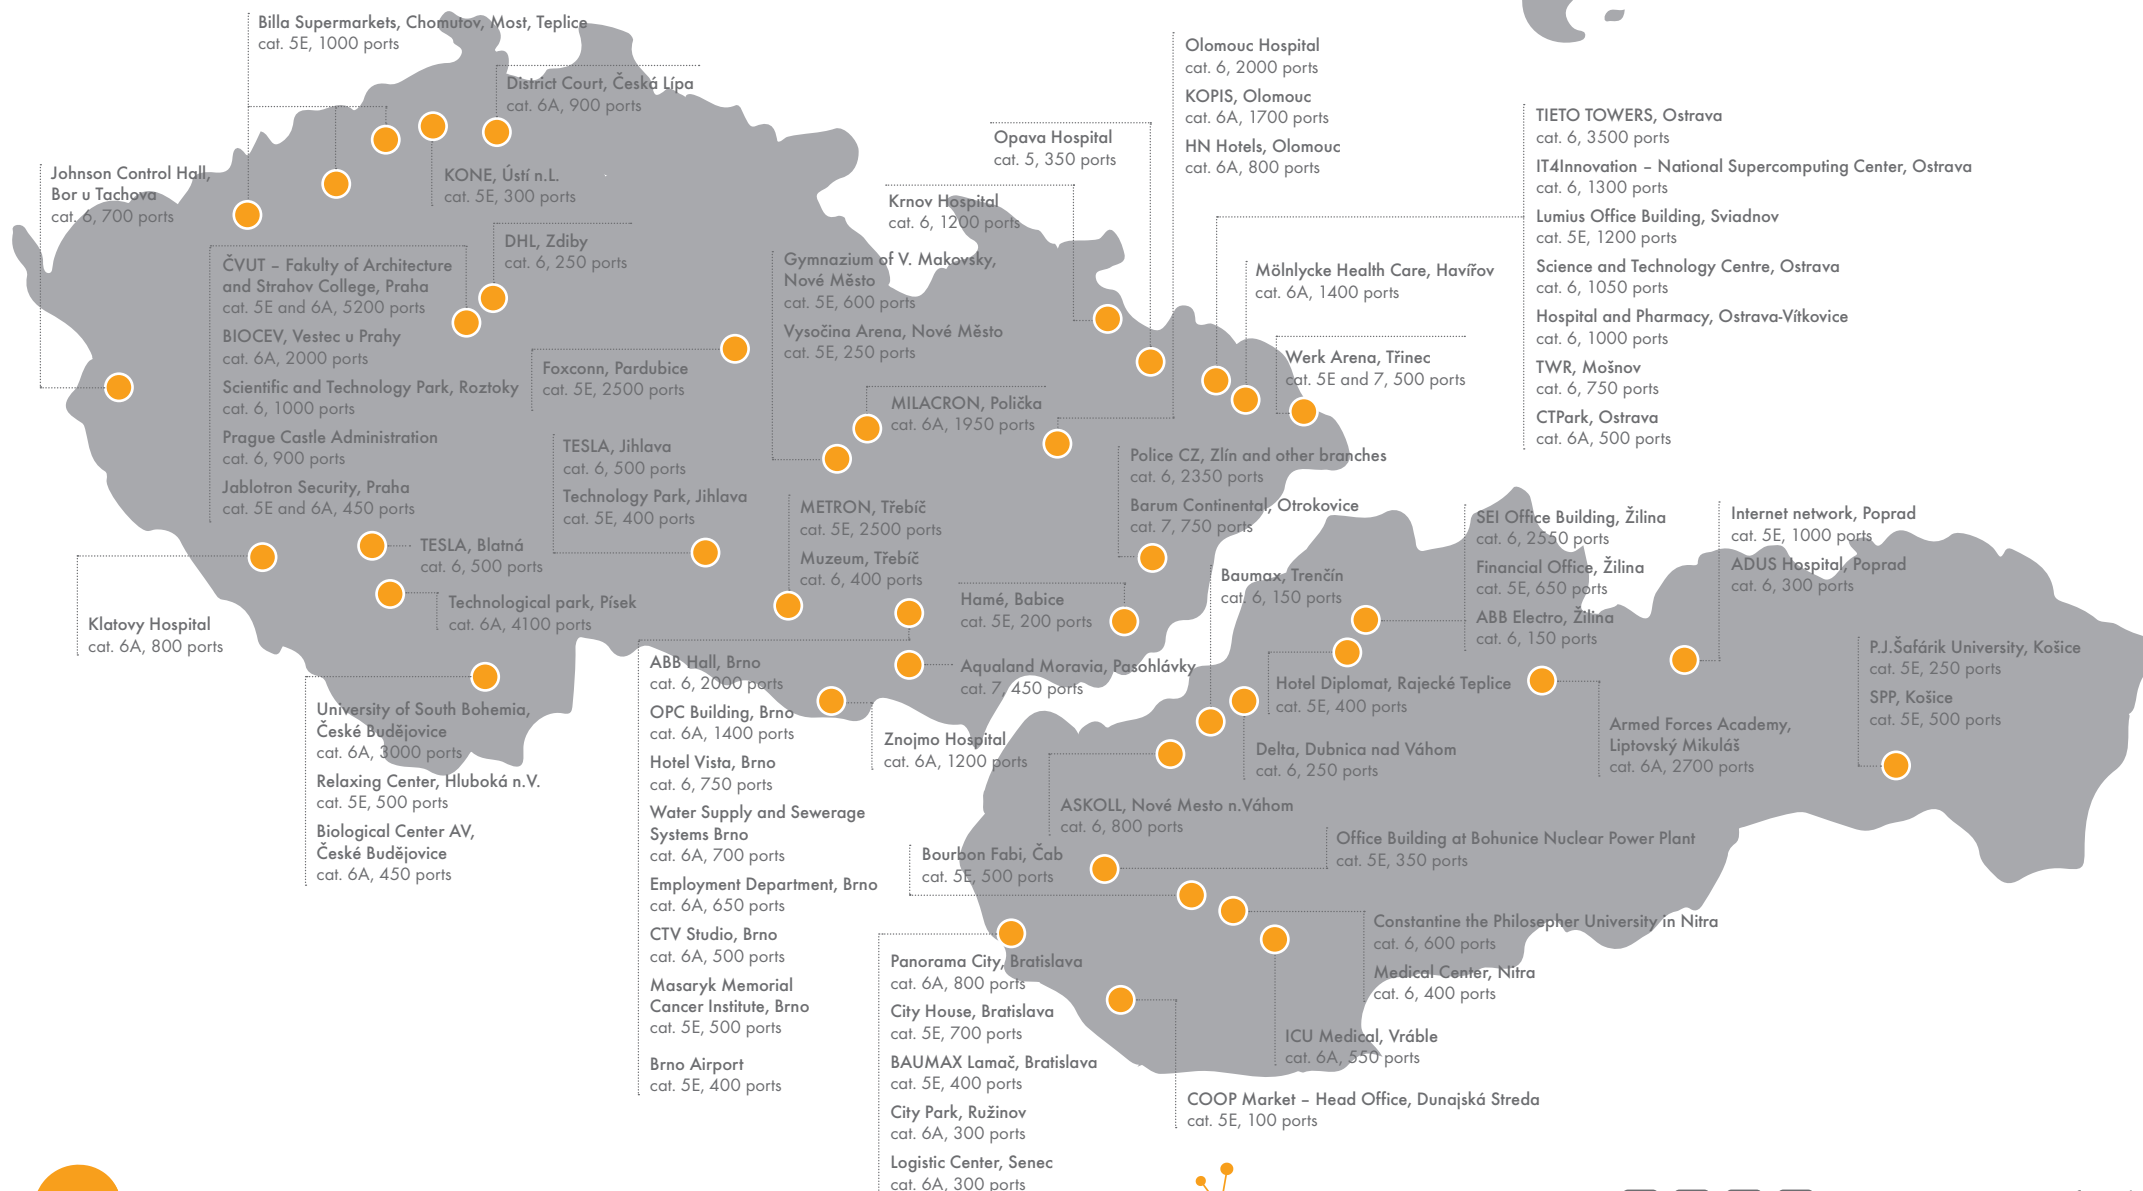 Billa Supermarkets, Chomutov, Most, Teplice
cat. 5E, 1000 ports
District Court, Česká Lípa
cat. 6A, 900 ports
Johnson Control Hall,
Bor u Tachova
cat. 6, 700 ports
KONE, Ústí n.L.
cat. 5E, 300 ports
DHL, Zdiby
cat. 6, 250 ports
ČVUT – Fakulty of Architecture
and Strahov College, Praha
cat. 5E and 6A, 5200 ports
BIOCEV, Vestec u Prahy
cat. 6A, 2000 ports
Scientific and Technology Park, Roztoky
cat. 6, 1000 ports
Prague Castle Administration
cat. 6, 900 ports
Jablotron Security, Praha
cat. 5E and 6A, 450 ports
Foxconn, Pardubice
cat. 5E, 2500 ports
TESLA, Jihlava
cat. 6, 500 ports
Technology Park, Jihlava
cat. 5E, 400 ports
TESLA, Blatná
cat. 6, 500 ports
Technological park, Písek
cat. 6A, 4100 ports
Klatovy Hospital
cat. 6A, 800 ports
University of South Bohemia,
České Budějovice
cat. 6A, 3000 ports
Relaxing Center, Hluboká n.V.
cat. 5E, 500 ports
Biological Center AV,
České Budějovice
cat. 6A, 450 ports
Olomouc Hospital
cat. 6, 2000 ports
KOPIS, Olomouc
cat. 6A, 1700 ports
HN Hotels, Olomouc
cat. 6A, 800 ports
Opava Hospital
cat. 5, 350 ports
Krnov Hospital
cat. 6, 1200 ports
Gymnazium of V. Makovsky,
Nové Město
cat. 5E, 600 ports
Vysočina Arena, Nové Město
cat. 5E, 250 ports
MILACRON, Polička
cat. 6A, 1950 ports
Mölnlycke Health Care, Havířov
cat. 6A, 1400 ports
Werk Arena, Třinec
cat. 5E and 7, 500 ports
TIETO TOWERS, Ostrava
cat. 6, 3500 ports
IT4Innovation – National Supercomputing Center, Ostrava
cat. 6, 1300 ports
Lumius Office Building, Sviadnov
cat. 5E, 1200 ports
Science and Technology Centre, Ostrava
cat. 6, 1050 ports
Hospital and Pharmacy, Ostrava-Vítkovice
cat. 6, 1000 ports
TWR, Mošnov
cat. 6, 750 ports
CTPark, Ostrava
cat. 6A, 500 ports
Police CZ, Zlín and other branches
cat. 6, 2350 ports
Barum Continental, Otrokovice
cat. 7, 750 ports
METRON, Třebíč
cat. 5E, 2500 ports
Muzeum, Třebíč
cat. 6, 400 ports
Hamé, Babice
cat. 5E, 200 ports
Aqualand Moravia, Pasohlávky
cat. 7, 450 ports
Znojmo Hospital
cat. 6A, 1200 ports
ABB Hall, Brno
cat. 6, 2000 ports
OPC Building, Brno
cat. 6A, 1400 ports
Hotel Vista, Brno
cat. 6, 750 ports
Water Supply and Sewerage
Systems Brno
cat. 6A, 700 ports
Employment Department, Brno
cat. 6A, 650 ports
CTV Studio, Brno
cat. 6A, 500 ports
Masaryk Memorial
Cancer Institute, Brno
cat. 5E, 500 ports
Brno Airport
cat. 5E, 400 ports
Baumax, Trenčín
cat. 6, 150 ports
SEI Office Building, Žilina
cat. 6, 2550 ports
Financial Office, Žilina
cat. 5E, 650 ports
ABB Electro, Žilina
cat. 6, 150 ports
Internet network, Poprad
cat. 5E, 1000 ports
ADUS Hospital, Poprad
cat. 6, 300 ports
P.J.Šafárik University, Košice
cat. 5E, 250 ports
SPP, Košice
cat. 5E, 500 ports
Hotel Diplomat, Rajecké Teplice
cat. 5E, 400 ports
Delta, Dubnica nad Váhom
cat. 6, 250 ports
Armed Forces Academy,
Liptovský Mikuláš
cat. 6A, 2700 ports
ASKOLL, Nové Mesto n.Váhom
cat. 6, 800 ports
Office Building at Bohunice Nuclear Power Plant
cat. 5E, 350 ports
Bourbon Fabi, Čab
cat. 5E, 500 ports
Constantine the Philosepher University in Nitra
cat. 6, 600 ports
Medical Center, Nitra
cat. 6, 400 ports
ICU Medical, Vráble
cat. 6A, 550 ports
COOP Market – Head Office, Dunajská Streda
cat. 5E, 100 ports
Panorama City, Bratislava
cat. 6A, 800 ports
City House, Bratislava
cat. 5E, 700 ports
BAUMAX Lamač, Bratislava
cat. 5E, 400 ports
City Park, Ružinov
cat. 6A, 300 ports
Logistic Center, Senec
cat. 6A, 300 ports